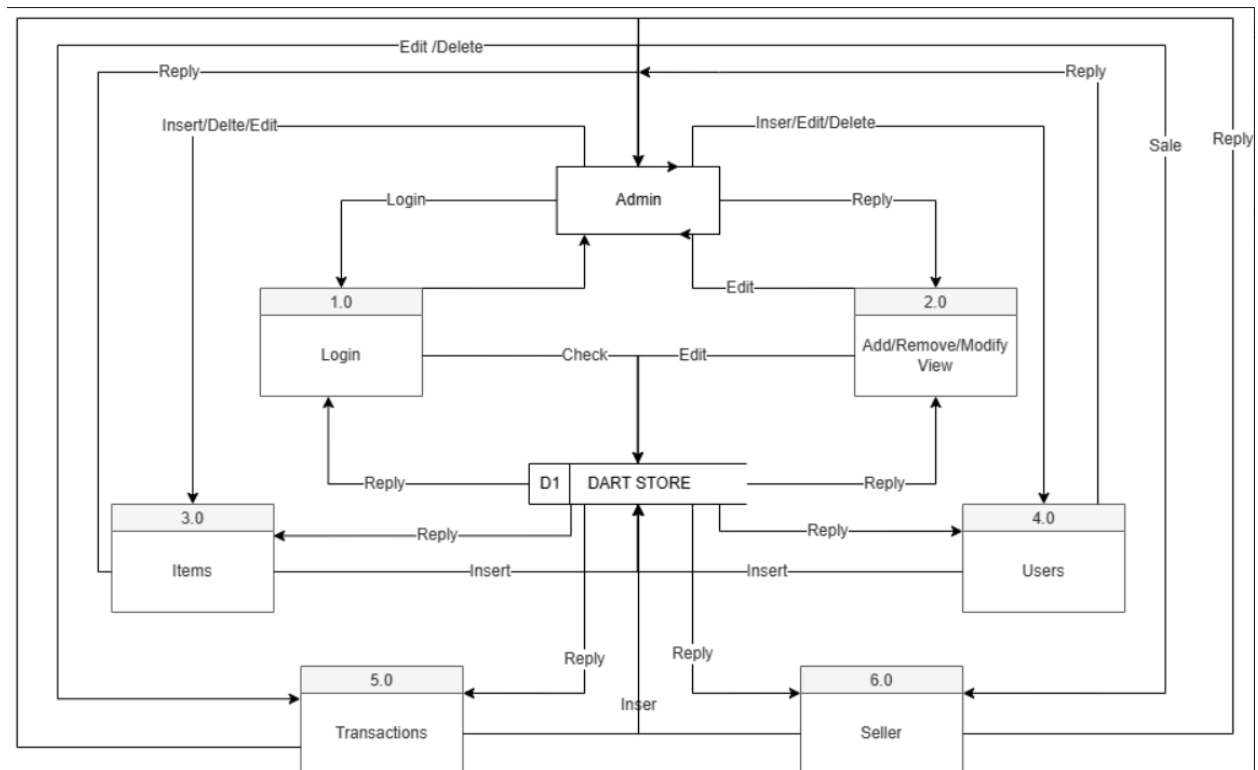 Edit /Delete
Reply
Reply
Insert/Delte/Edit
Inser/Edit/Delete
Sale
Reply
Login
Admin
Reply
1.0
Login
Edit
2.0
Add/Remove/Modify
View
Check
Edit
Reply
D1
DART STORE
Reply
3.0
Items
Reply
Reply
4.0
Users
Insert
Insert
Reply
Reply
5.0
Transactions
Inser
6.0
Seller